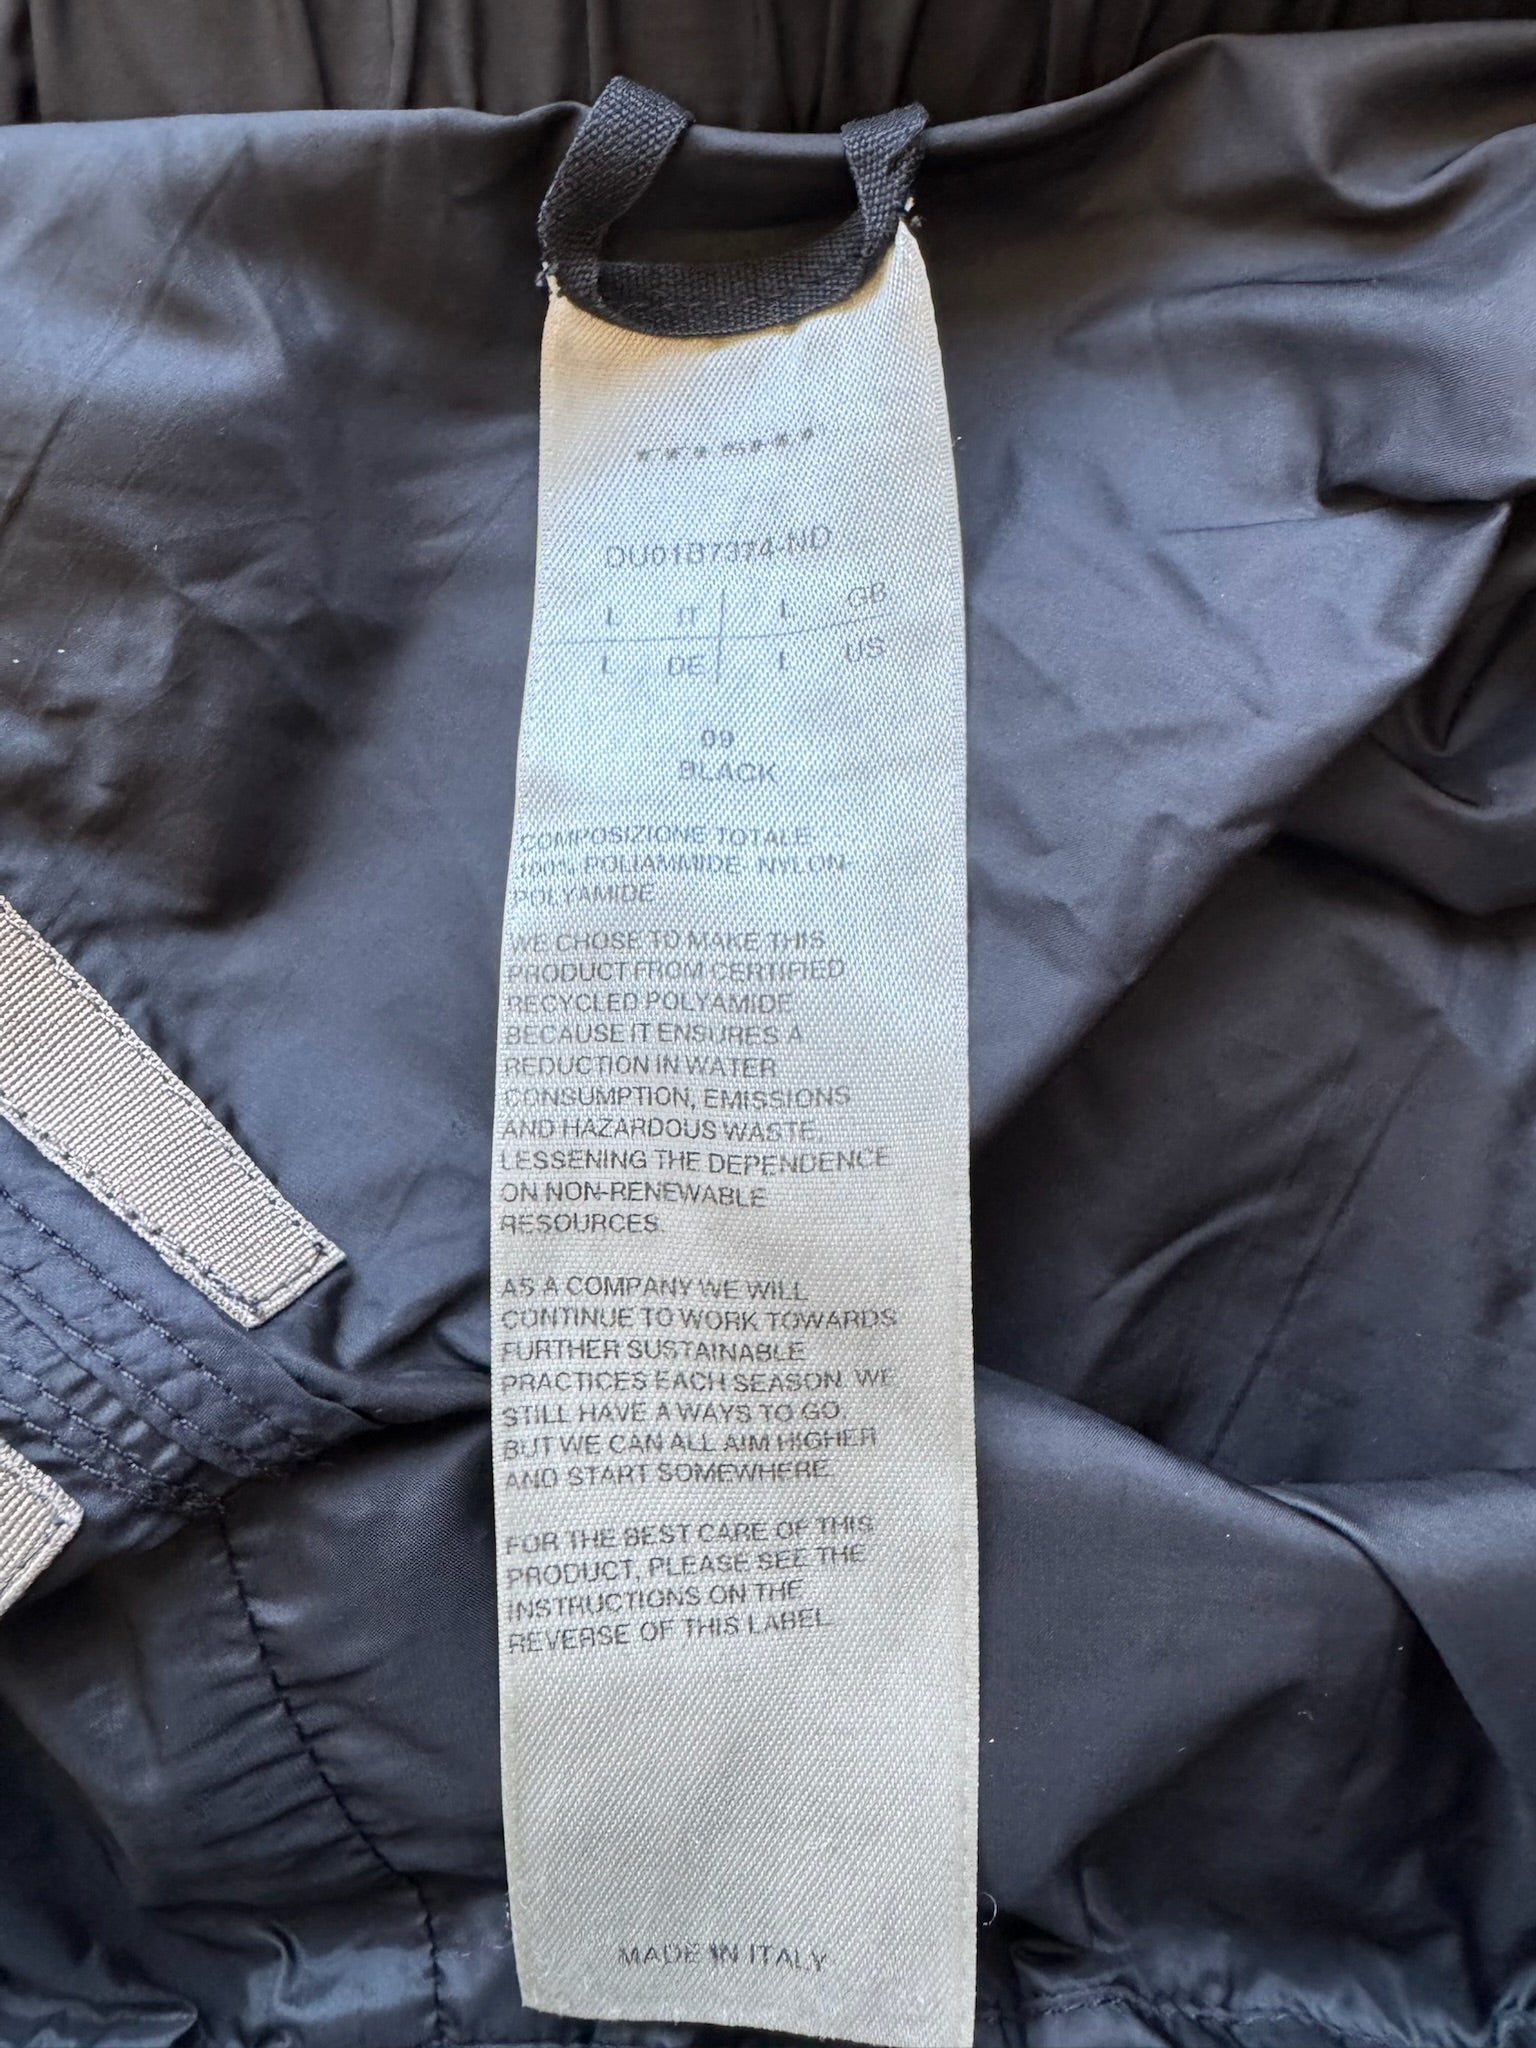 DU01B7374-ND
L IT L GB
L DE L US
09
BLACK
COMPOSIZIONE TOTALE:
100% POLIAMMIDE-NYLON-
POLYAMIDE
WE CHOSE TO MAKE THIS
PRODUCT FROM CERTIFIED
RECYCLED POLYAMIDE
BECAUSE IT ENSURES A
REDUCTION IN WATER
CONSUMPTION, EMISSIONS
AND HAZARDOUS WASTE,
LESSENING THE DEPENDENCE
ON NON-RENEWABLE
RESOURCES.
AS A COMPANY WE WILL
CONTINUE TO WORK TOWARDS
FURTHER SUSTAINABLE
PRACTICES EACH SEASON. WE
STILL HAVE A WAYS TO GO,
BUT WE CAN ALL AIM HIGHER
AND START SOMEWHERE.
FOR THE BEST CARE OF THIS
PRODUCT, PLEASE SEE THE
INSTRUCTIONS ON THE
REVERSE OF THIS LABEL.
MADE IN ITALY